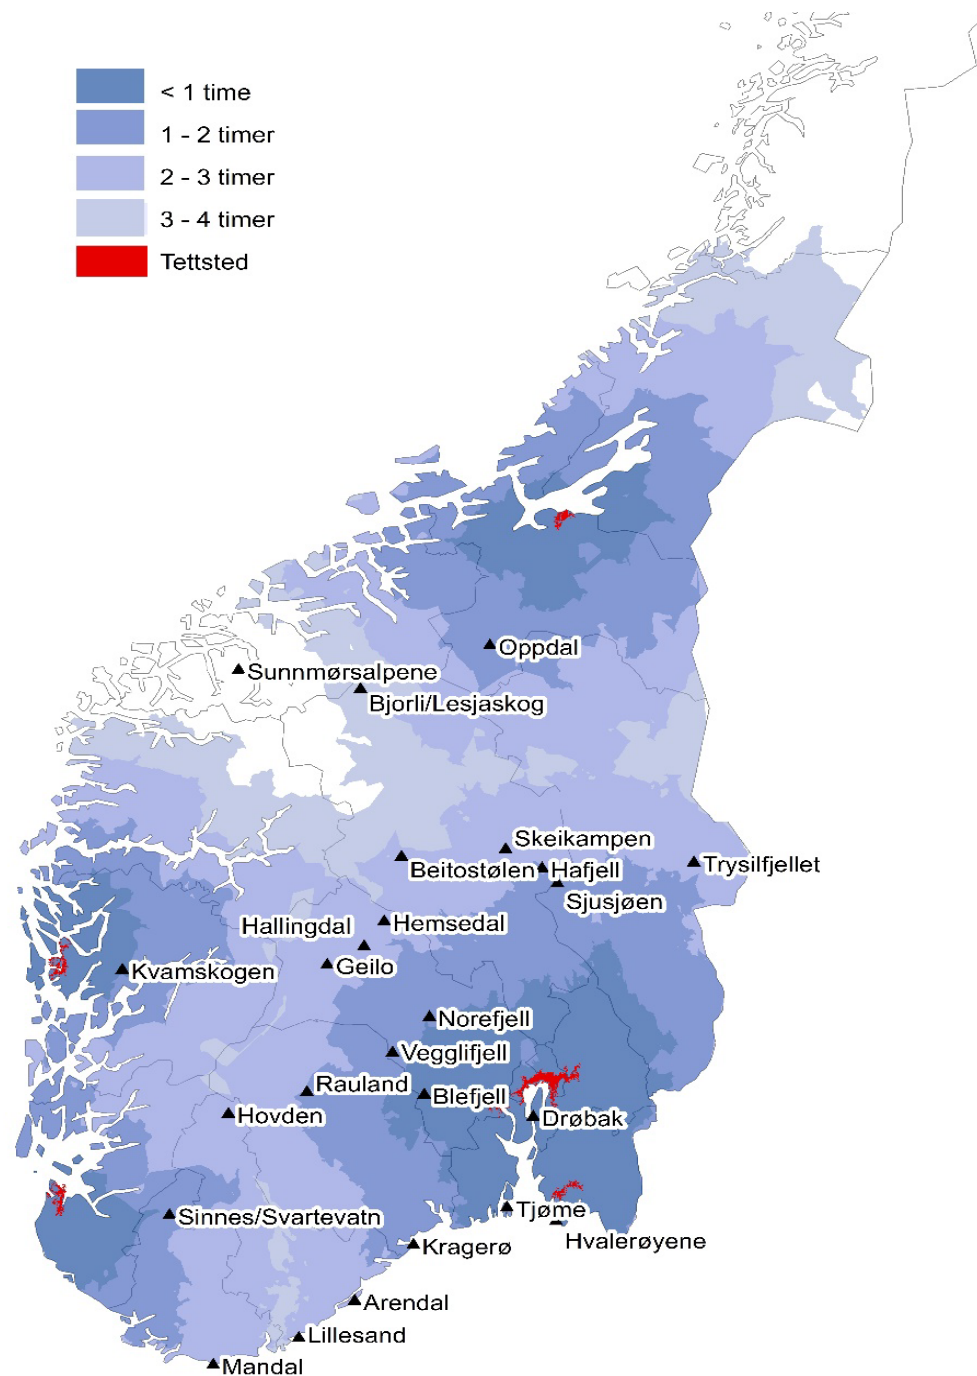 < 1 time
1 - 2 timer
2 - 3 timer
3 - 4 timer
Tettsted
Oppdal
Sunnmørsalpene
Bjorli/Lesjaskog
Skeikampen
Beitostølen
Hafjell
Trysilfjellet
Sjusjøen
Hallingdal
Hemsedal
Geilo
Kvamskogen
Norefjell
Vegglifjell
Rauland
Blefjell
Hovden
Drøbak
Sinnes/Svartevatn
Tjøme
Hvalerøyene
Kragerø
Arendal
Lillesand
Mandal